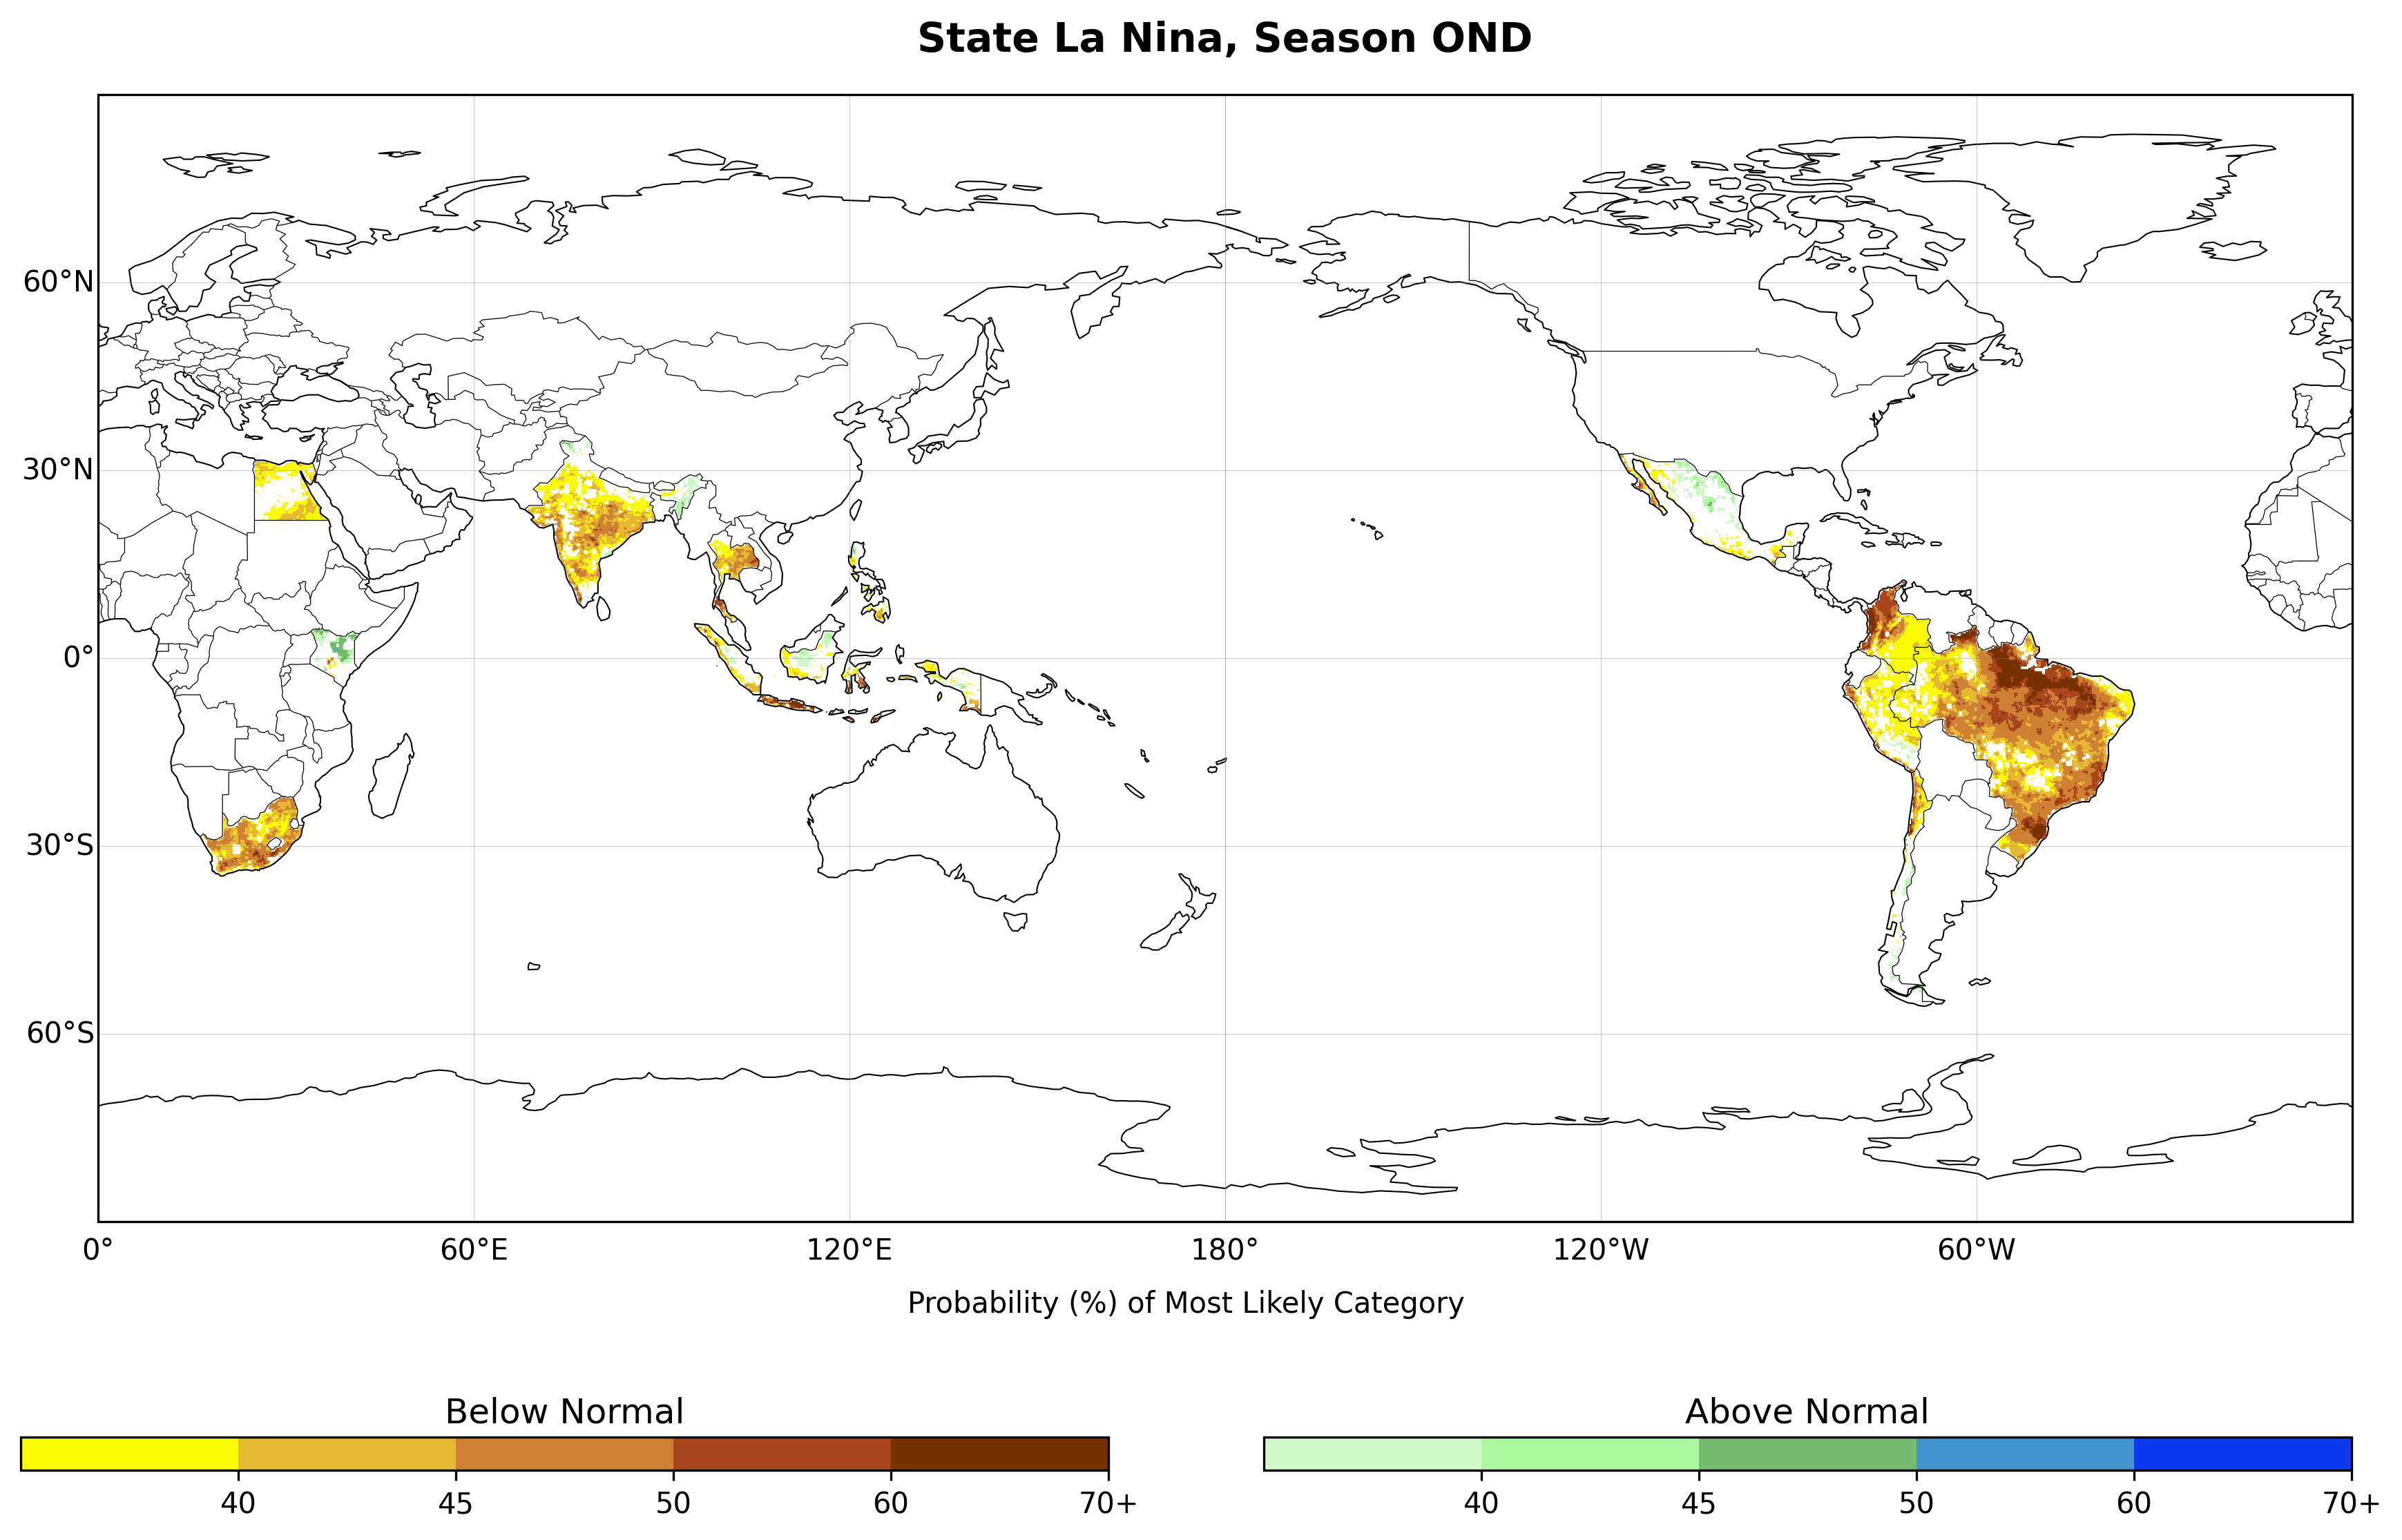 State La Nina, Season OND
60°N
30°N
0°
30°S
60°S
0° 60°E 120°E 180° 120°W 60°W
Probability (%) of Most Likely Category
Below Normal
40 45 50 60 70+
Above Normal
40 45 50 60 70+